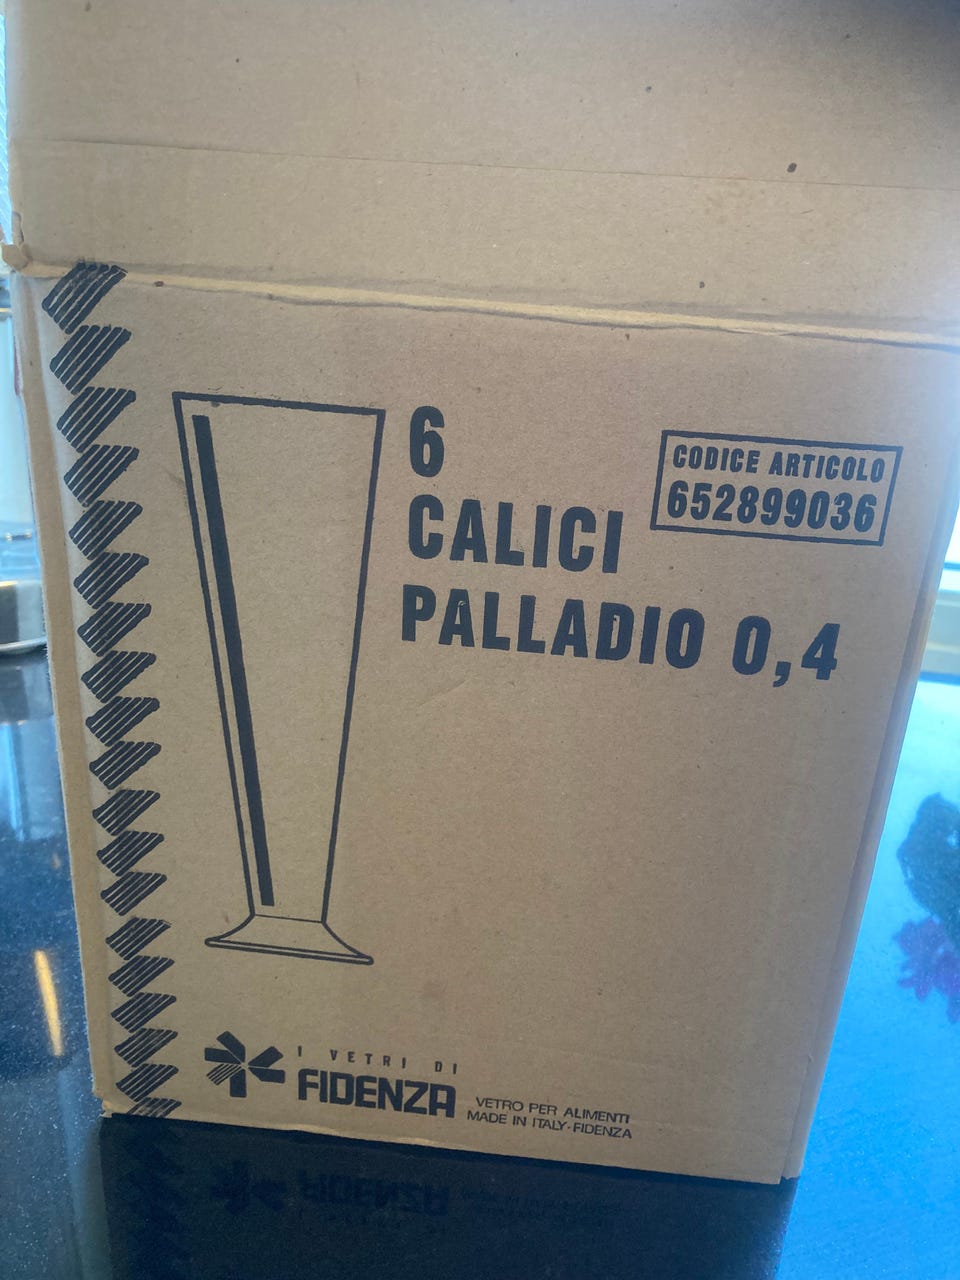 6
CALICI
PALLADIO 0,4
CODICE ARTICOLO
652899036
I VETRI DI
FIDENZA
VETRO PER ALIMENTI
MADE IN ITALY·FIDENZA